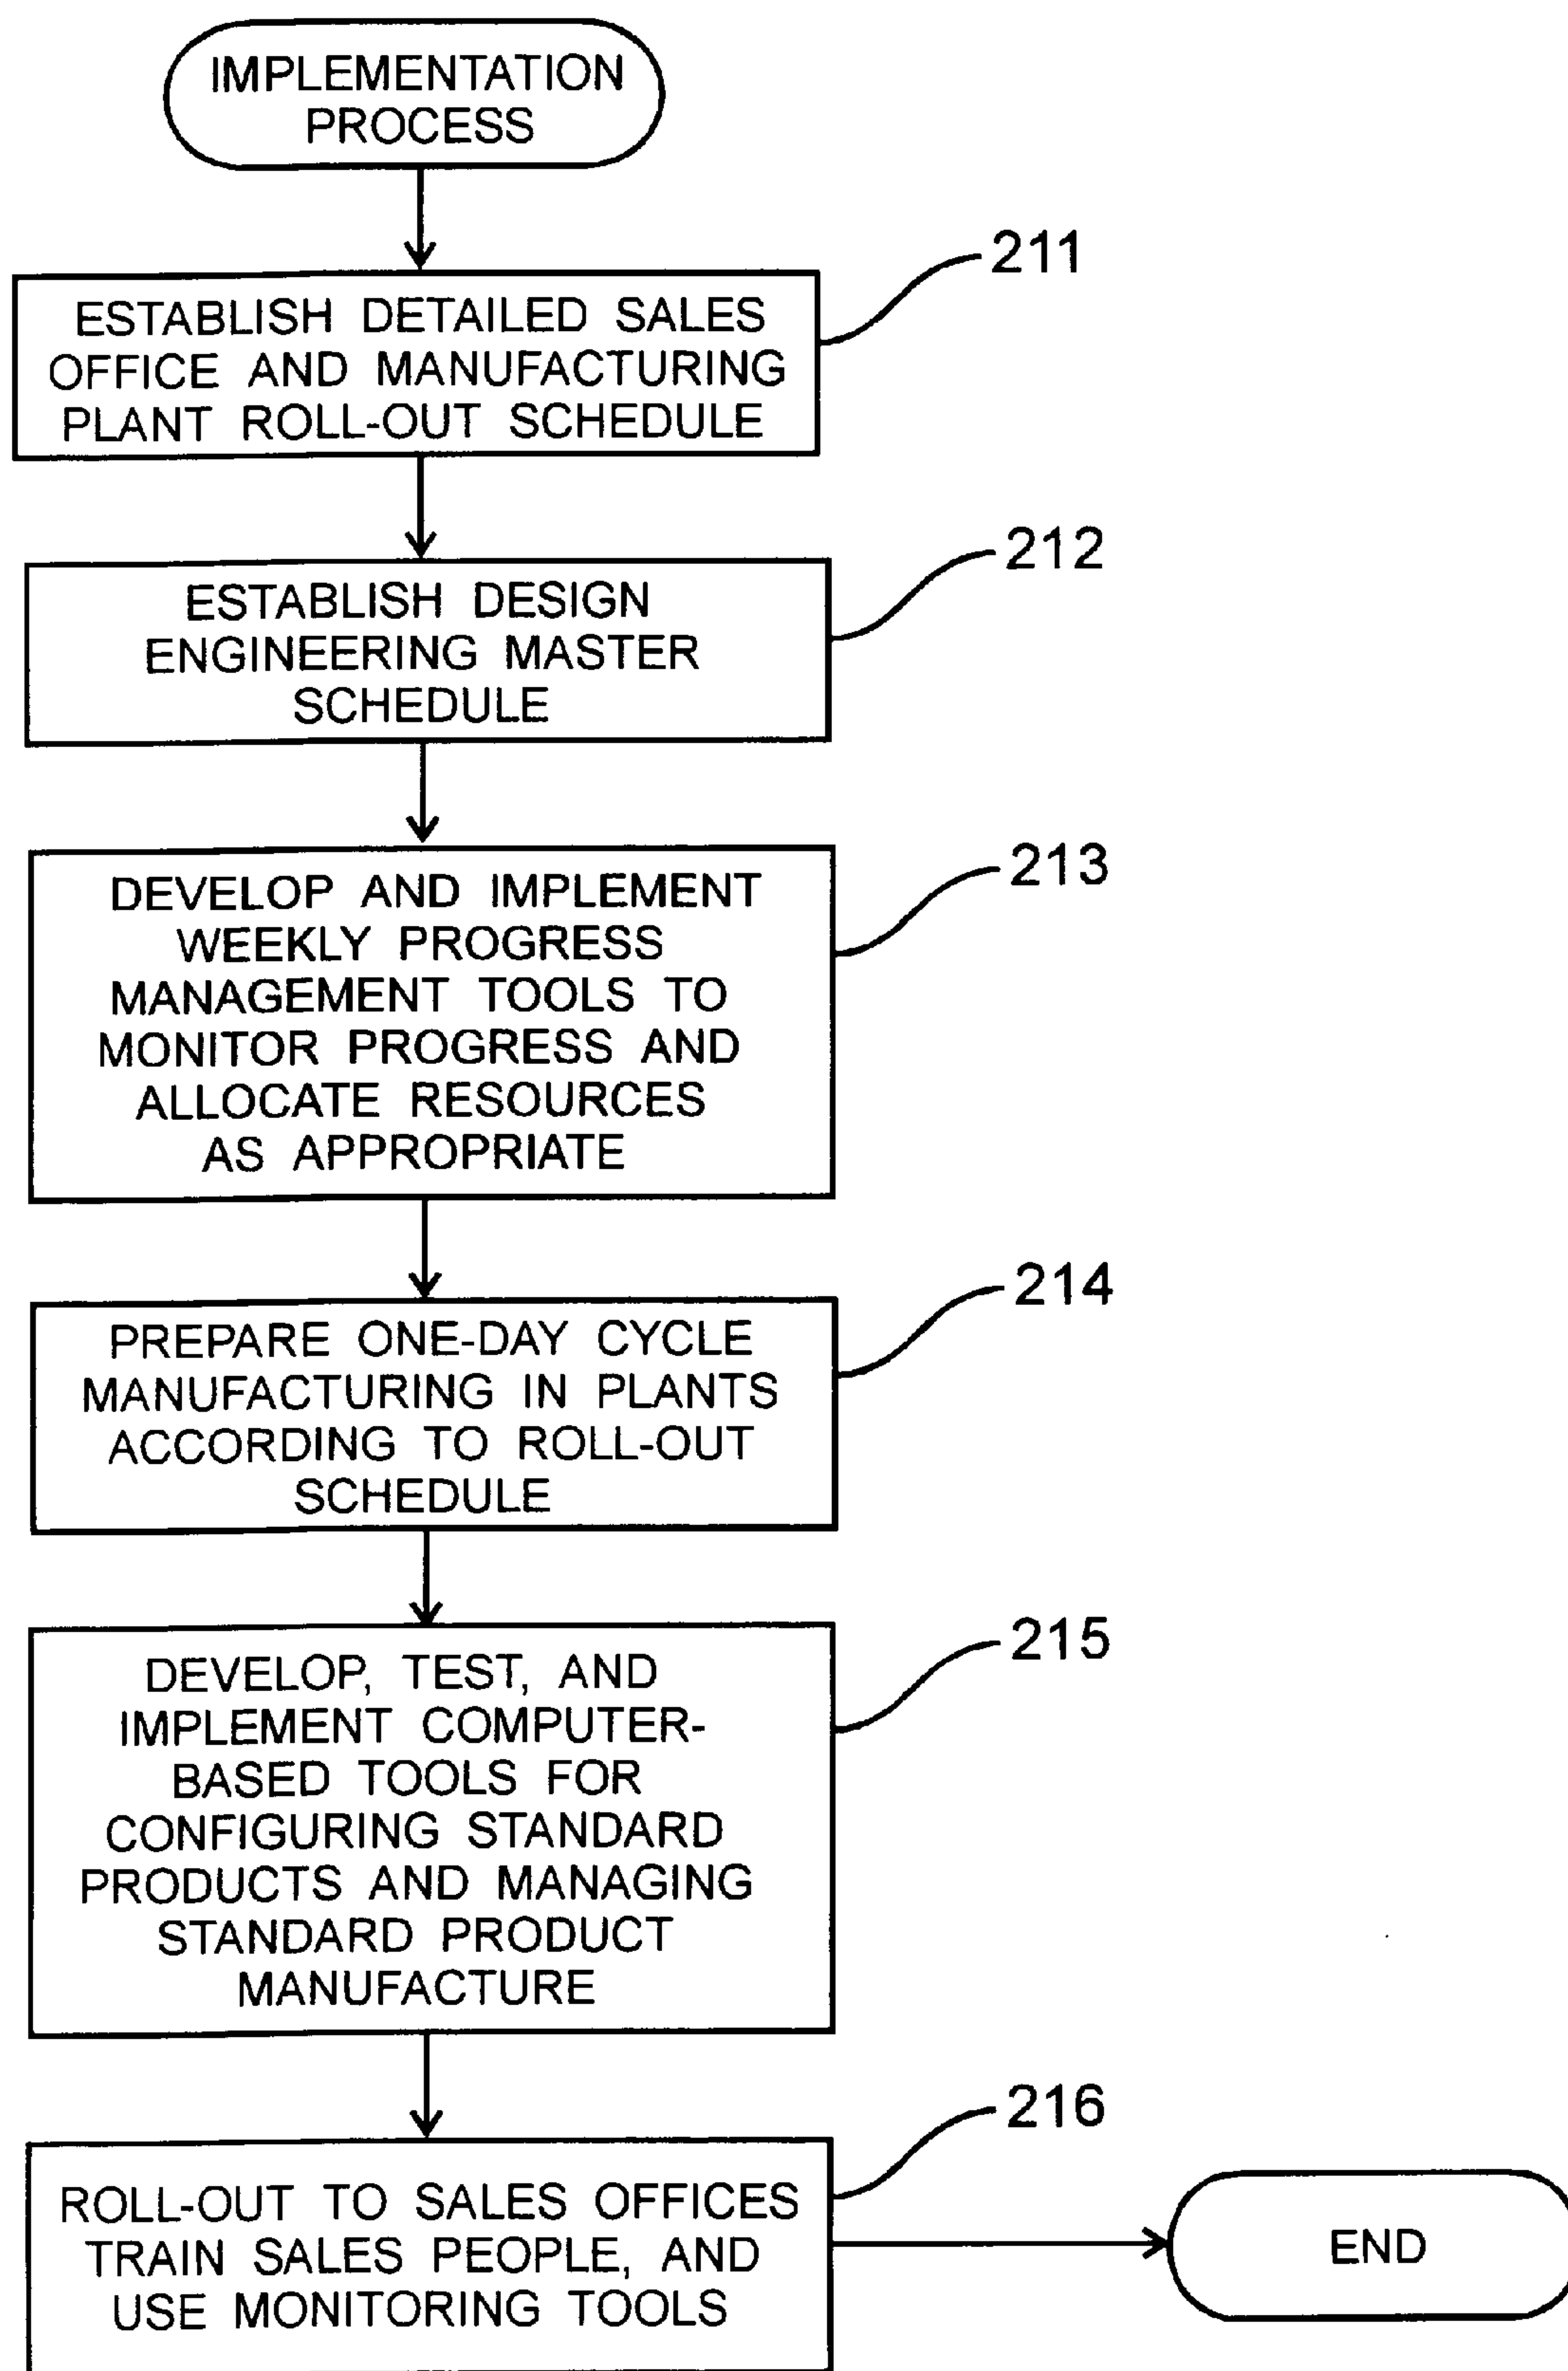 IMPLEMENTATION
PROCESS
211
ESTABLISH DETAILED SALES
OFFICE AND MANUFACTURING
PLANT ROLL-OUT SCHEDULE
212
ESTABLISH DESIGN
ENGINEERING MASTER
SCHEDULE
213
DEVELOP AND IMPLEMENT
WEEKLY PROGRESS
MANAGEMENT TOOLS TO
MONITOR PROGRESS AND
ALLOCATE RESOURCES
AS APPROPRIATE
214
PREPARE ONE-DAY CYCLE
MANUFACTURING IN PLANTS
ACCORDING TO ROLL-OUT
SCHEDULE
215
DEVELOP, TEST, AND
IMPLEMENT COMPUTER-
BASED TOOLS FOR
CONFIGURING STANDARD
PRODUCTS AND MANAGING
STANDARD PRODUCT
MANUFACTURE
216
ROLL-OUT TO SALES OFFICES
TRAIN SALES PEOPLE, AND
USE MONITORING TOOLS
END